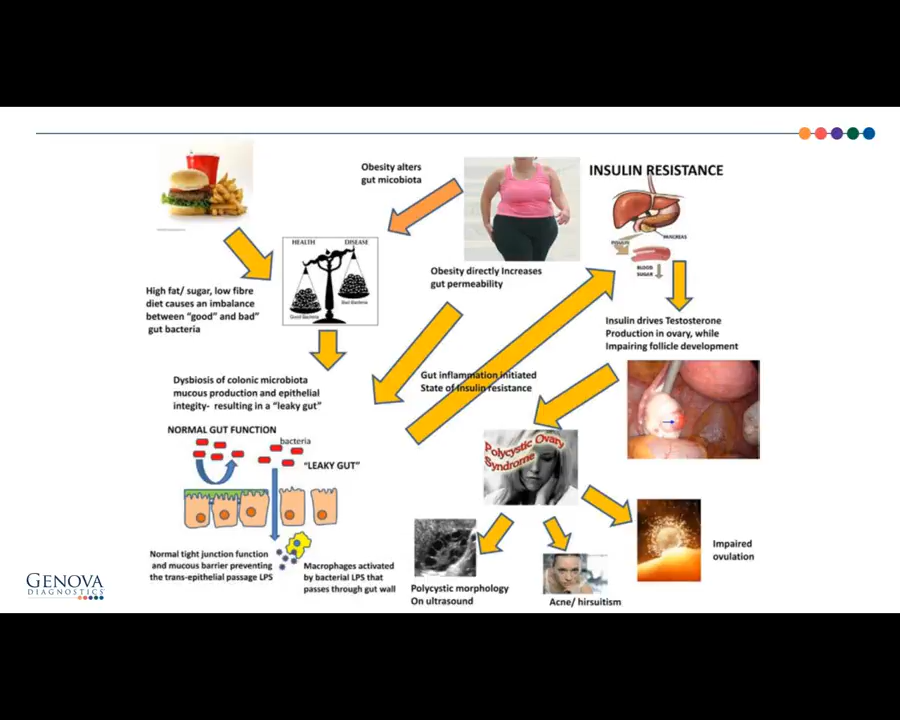 Obesity alters
gut micobiota
INSULIN RESISTANCE
HEALTH DISEASE
Good Bacteria
Bad Bacteria
PANCREAS
INSULIN
BLOOD
SUGAR
High fat/ sugar, low fibre
diet causes an imbalance
between “good” and bad”
gut bacteria
Obesity directly Increases
gut permeability
Insulin drives Testosterone
Production in ovary, while
Impairing follicle development
Gut inflammation initiated
State of Insulin resistance
Dysbiosis of colonic microbiota
mucous production and epithelial
integity- resulting in a “leaky gut”
NORMAL GUT FUNCTION
bacteria
“LEAKY GUT”
Polycystic Ovary
Syndrome
Normal tight junction function
and mucous barrier preventing
the trans-epithelial passage LPS
Macrophages activated
by bacterial LPS that
passes through gut wall
Polycystic morphology
On ultrasound
Acne/ hirsuitism
Impaired
ovulation
GENOVA
DIAGNOSTICS